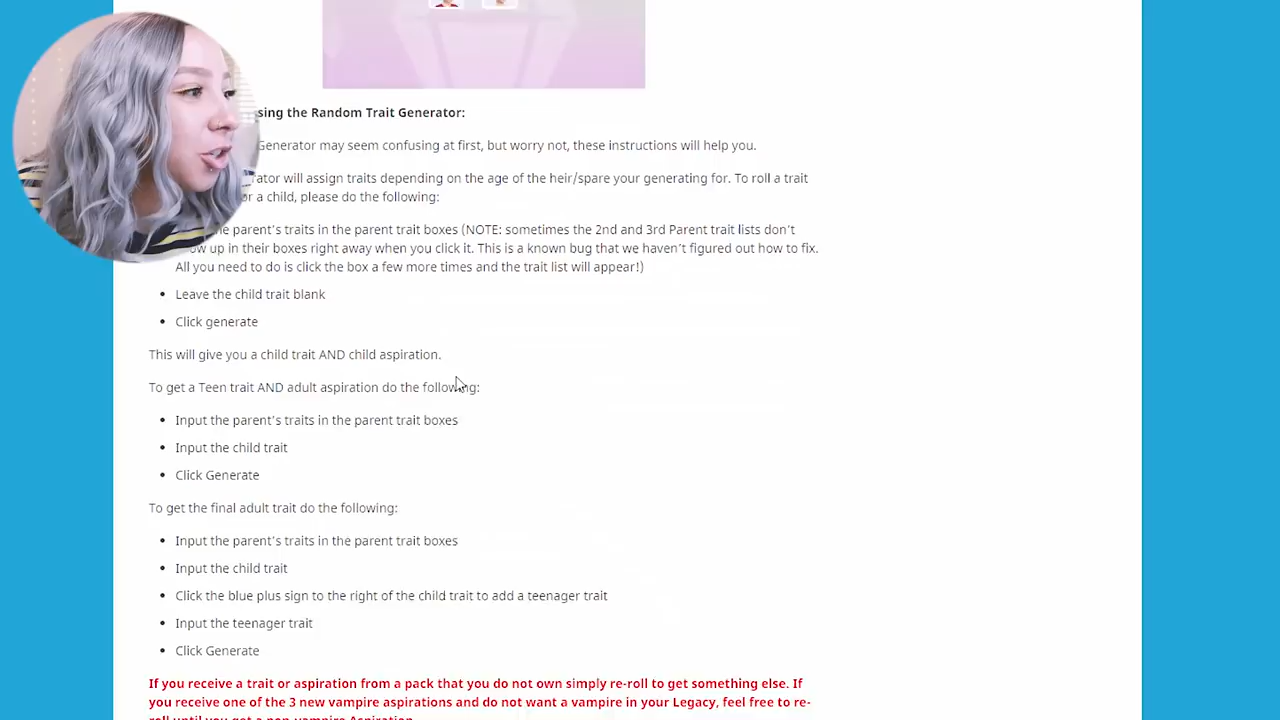 sing the Random Trait Generator:
Generator may seem confusing at first, but worry not, these instructions will help you.
ator will assign traits depending on the age of the heir/spare your generating for. To roll a trait
or a child, please do the following:
he parent's traits in the parent trait boxes (NOTE: sometimes the 2nd and 3rd Parent trait lists don't
ow up in their boxes right away when you click it. This is a known bug that we haven't figured out how to fix.
All you need to do is click the box a few more times and the trait list will appear!)
• Leave the child trait blank
• Click generate
This will give you a child trait AND child aspiration.
To get a Teen trait AND adult aspiration do the following:
• Input the parent's traits in the parent trait boxes
• Input the child trait
• Click Generate
To get the final adult trait do the following:
• Input the parent's traits in the parent trait boxes
• Input the child trait
• Click the blue plus sign to the right of the child trait to add a teenager trait
• Input the teenager trait
• Click Generate
If you receive a trait or aspiration from a pack that you do not own simply re-roll to get something else. If
you receive one of the 3 new vampire aspirations and do not want a vampire in your Legacy, feel free to re-
roll until you get a non-vampire Aspiration